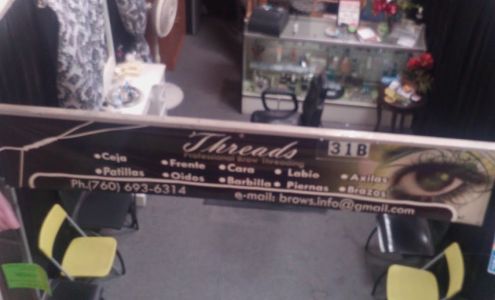 Threads 31B
Professional Brow Threading
•Ceja •Frente •Cara •Labio •Axilas
•Patillas •Oidos •Barbilla •Piernas •Brazos
Ph.(760) 693-6314
e-mail: brows.info@gmail.com